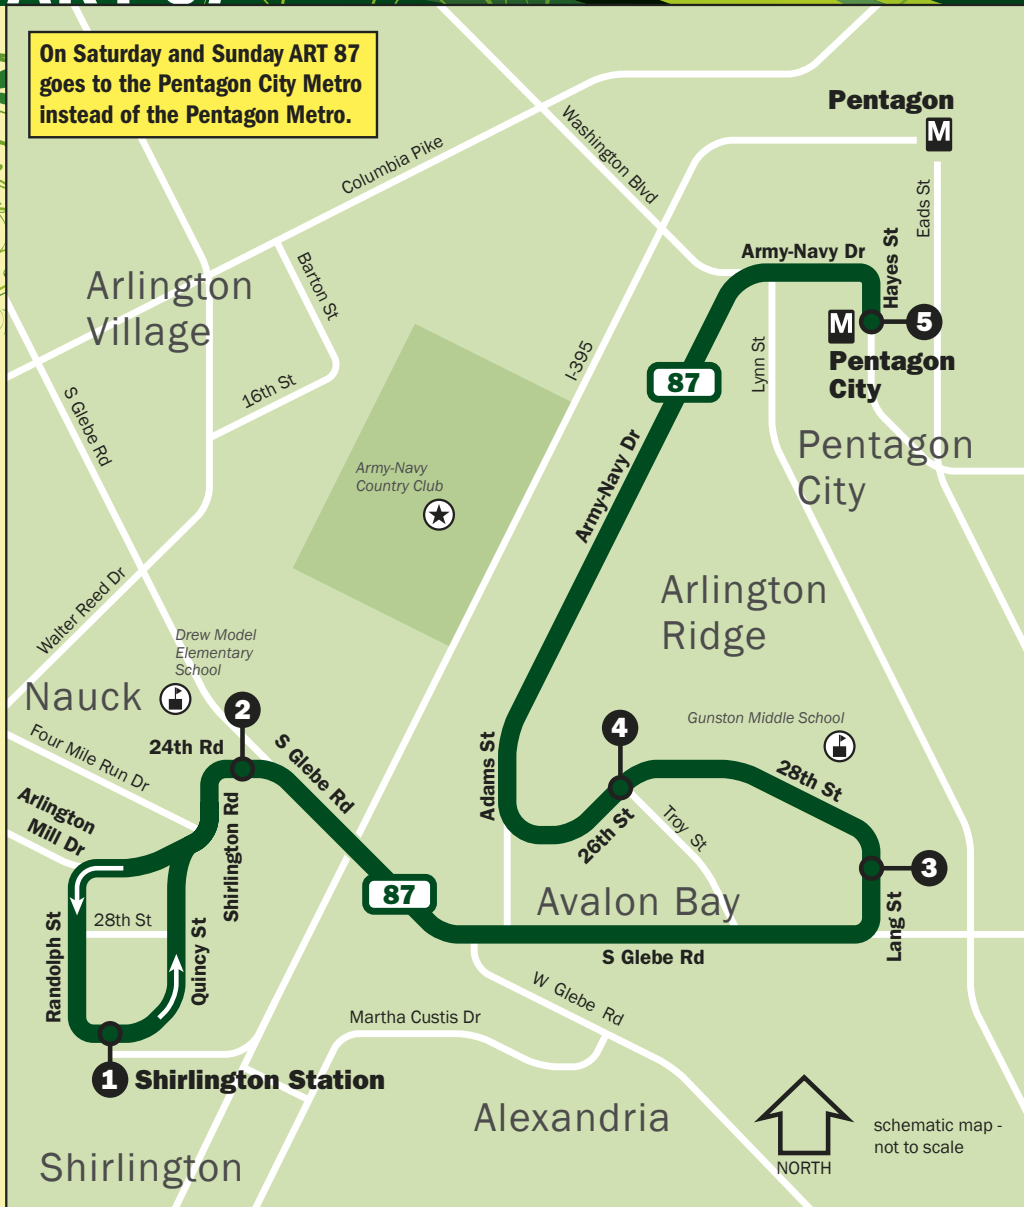 On Saturday and Sunday ART 87
goes to the Pentagon City Metro
instead of the Pentagon Metro.
Pentagon
M
Columbia Pike
Washington Blvd
Eads St
Army-Navy Dr
Hayes St
Barton St
Arlington
Village
M
5
Pentagon
City
I-395
Lynn St
87
16th St
S Glebe Rd
Army-Navy Dr
Pentagon
City
Army-Navy
Country Club
Arlington
Ridge
Walter Reed Dr
Drew Model
Elementary
School
Nauck
2
4
Gunston Middle School
24th Rd
S Glebe Rd
Four Mile Run Dr
Adams St
28th St
Arlington
Mill Dr
Shirlington Rd
26th St
Troy St
3
87
Avalon Bay
28th St
Quincy St
Randolph St
Lang St
S Glebe Rd
W Glebe Rd
Martha Custis Dr
1
Shirlington Station
Alexandria
schematic map -
not to scale
NORTH
Shirlington